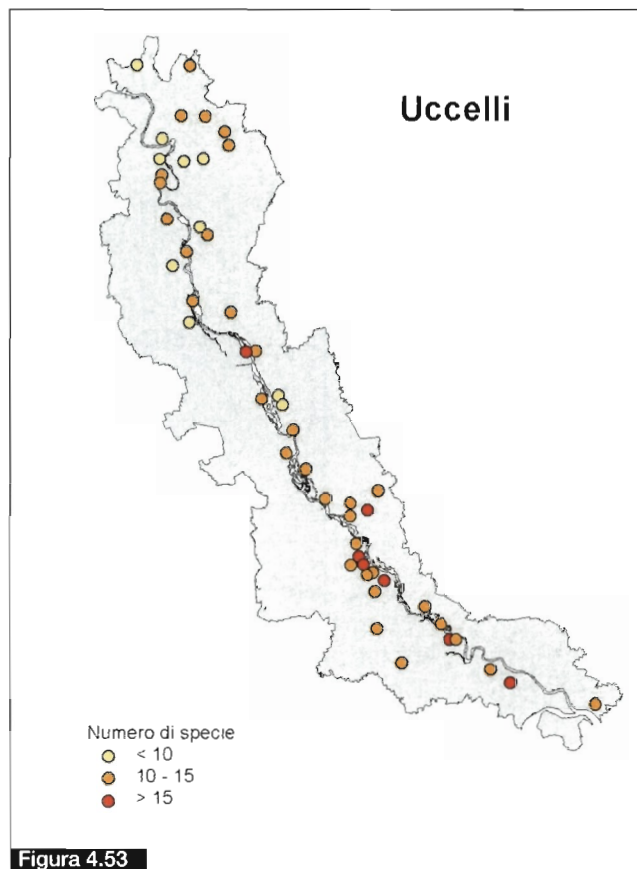 Uccelli
Numero di specie
< 10
10 - 15
> 15
Figura 4.53